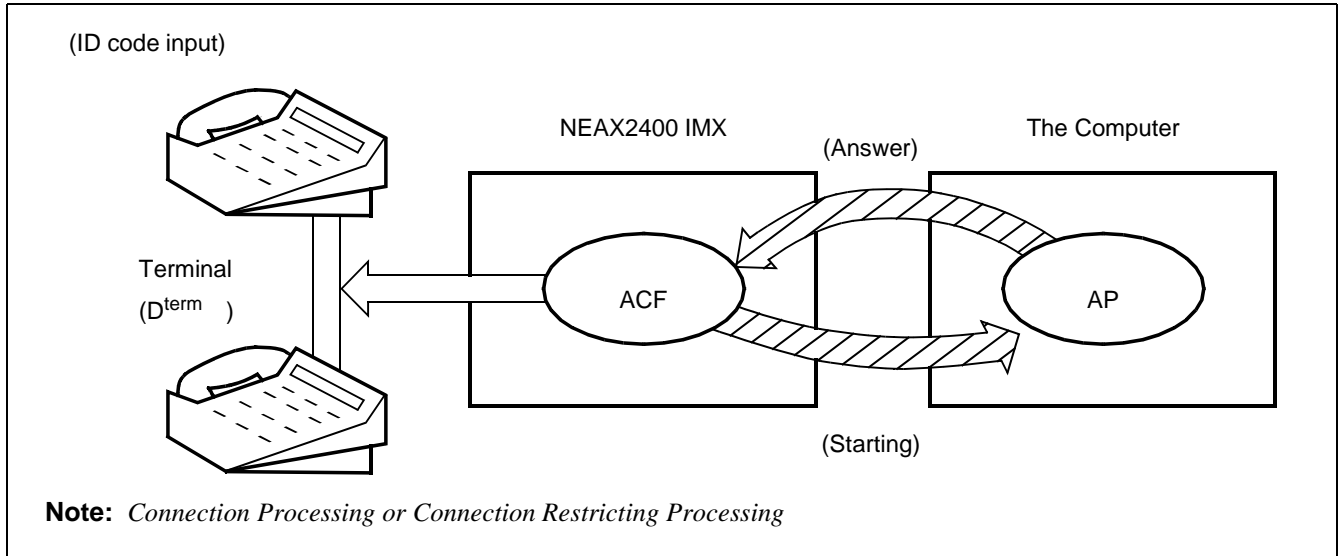 (ID code input)
NEAX2400 IMX
The Computer
(Answer)
Terminal
(Dterm )
ACF
AP
(Starting)
Note: Connection Processing or Connection Restricting Processing